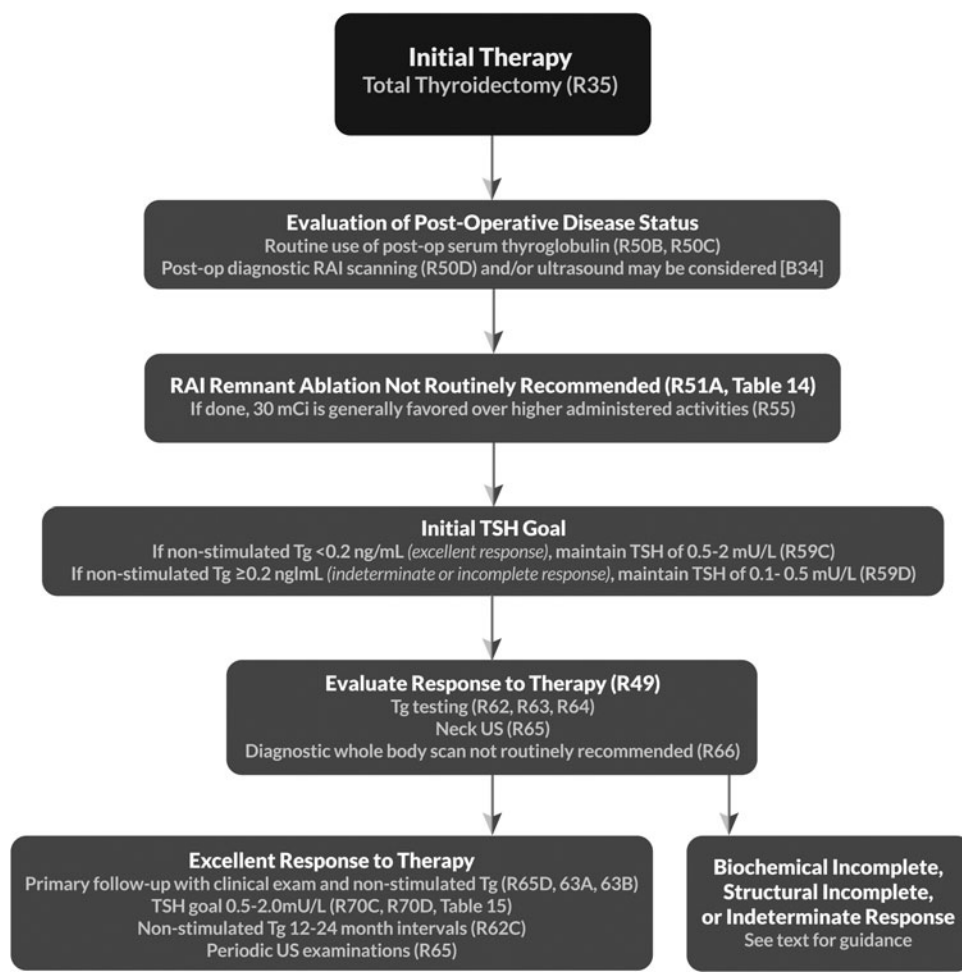 Initial Therapy
Total Thyroidectomy (R35)
Evaluation of Post-Operative Disease Status
Routine use of post-op serum thyroglobulin (R50B, R50C)
Post-op diagnostic RAI scanning (R50D) and/or ultrasound may be considered [B34]
RAI Remnant Ablation Not Routinely Recommended (R51A, Table 14)
If done, 30 mCi is generally favored over higher administered activities (R55)
Initial TSH Goal
If non-stimulated Tg <0.2 ng/mL (excellent response), maintain TSH of 0.5-2 mU/L (R59C)
If non-stimulated Tg ≥0.2 nglmL (indeterminate or incomplete response), maintain TSH of 0.1- 0.5 mU/L (R59D)
Evaluate Response to Therapy (R49)
Tg testing (R62, R63, R64)
Neck US (R65)
Diagnostic whole body scan not routinely recommended (R66)
Excellent Response to Therapy
Primary follow-up with clinical exam and non-stimulated Tg (R65D, 63A, 63B)
TSH goal 0.5-2.0mU/L (R70C, R70D, Table 15)
Non-stimulated Tg 12-24 month intervals (R62C)
Periodic US examinations (R65)
Biochemical Incomplete,
Structural Incomplete,
or Indeterminate Response
See text for guidance